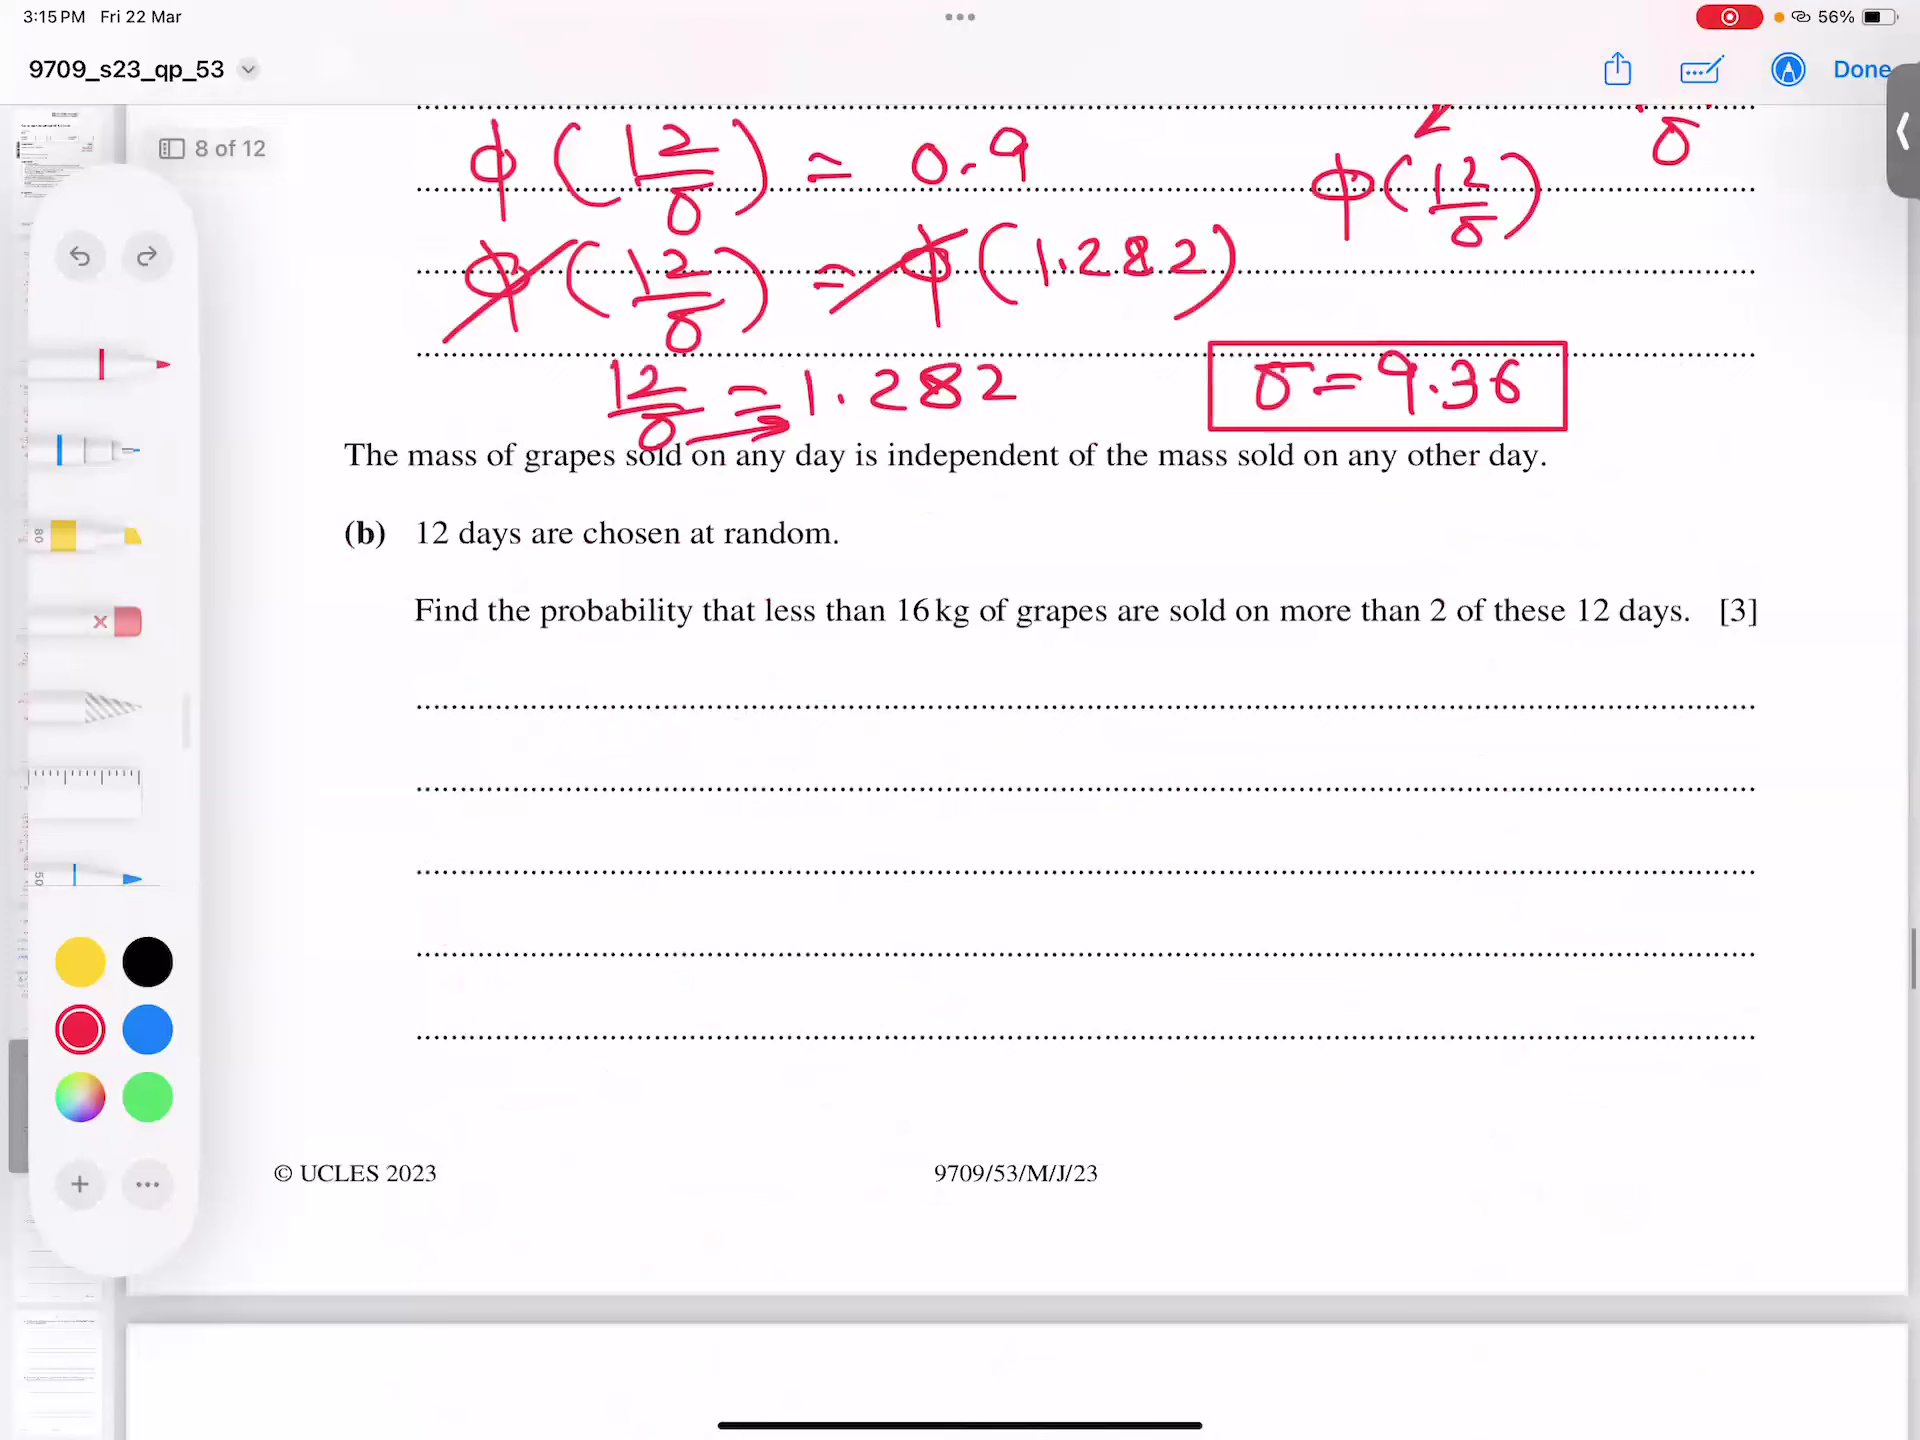 3:15 PM Fri 22 Mar
56%
9709_s23_qp_53
Done
8 of 12
ϕ(12/σ) = 0.9
σ
ϕ(12/σ)
ϕ(12/σ) = ϕ(1.282)
12/σ = 1.282
σ = 9.36
The mass of grapes sold on any day is independent of the mass sold on any other day.
(b) 12 days are chosen at random.
Find the probability that less than 16 kg of grapes are sold on more than 2 of these 12 days. [3]
80
50
© UCLES 2023
9709/53/M/J/23